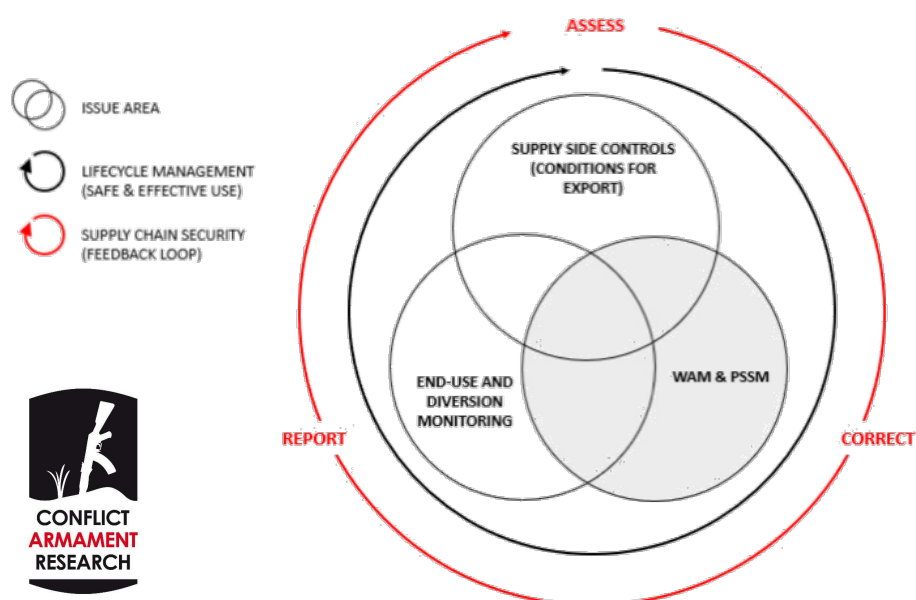 ASSESS
ISSUE AREA
LIFECYCLE MANAGEMENT
(SAFE & EFFECTIVE USE)
SUPPLY CHAIN SECURITY
(FEEDBACK LOOP)
SUPPLY SIDE CONTROLS
(CONDITIONS FOR
EXPORT)
END-USE AND
DIVERSION
MONITORING
WAM & PSSM
REPORT
CORRECT
CONFLICT
ARMAMENT
RESEARCH